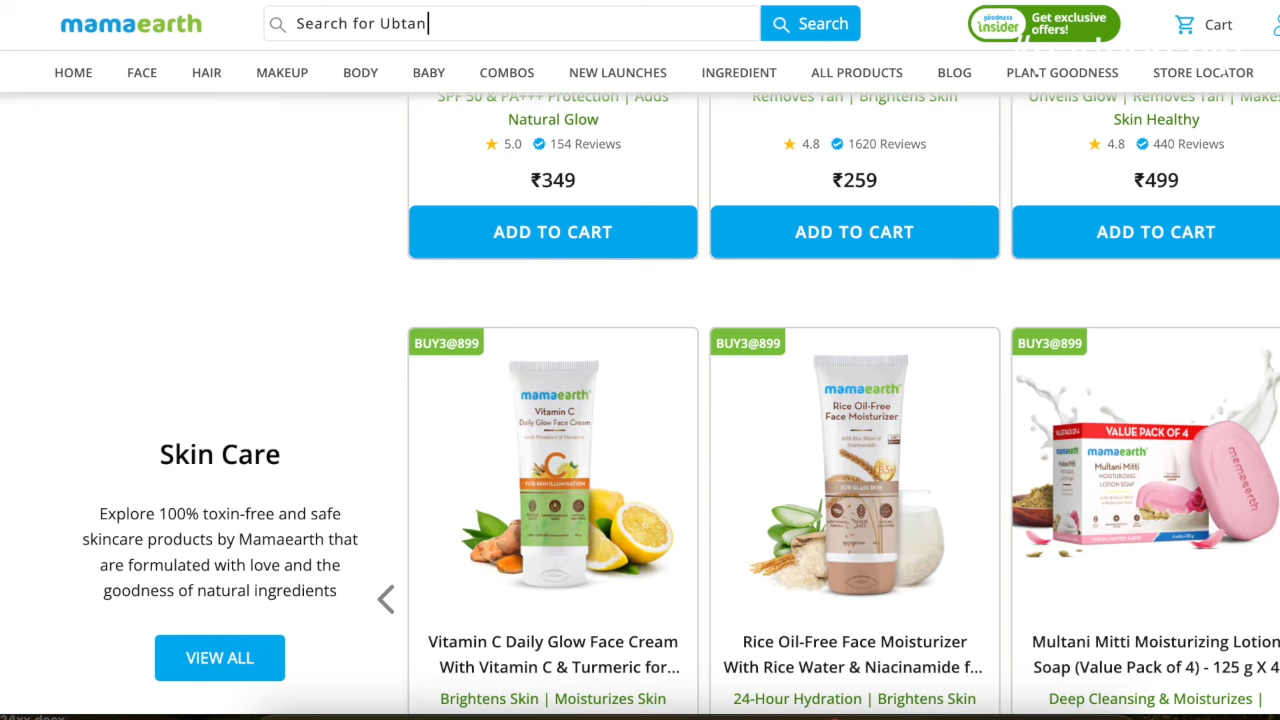 mamaearth
Search for Ubtan
Search
goodness
insider
Get exclusive
offers!
Cart
HOME
FACE
HAIR
MAKEUP
BODY
BABY
COMBOS
NEW LAUNCHES
INGREDIENT
ALL PRODUCTS
BLOG
PLANT GOODNESS
STORE LOCATOR
SPF 50 & PA+++ Protection | Adds
Natural Glow
5.0 154 Reviews
₹349
ADD TO CART
Removes Tan | Brightens Skin
4.8 1620 Reviews
₹259
ADD TO CART
Unveils Glow | Removes Tan | Makes
Skin Healthy
4.8 440 Reviews
₹499
ADD TO CART
Skin Care
Explore 100% toxin-free and safe
skincare products by Mamaearth that
are formulated with love and the
goodness of natural ingredients
VIEW ALL
BUY3@899
mamaearth
Vitamin C
Daily Glow Face Cream
with Vitamin C & Turmeric
C
FOR SKIN ILLUMINATION
Vitamin C Daily Glow Face Cream
With Vitamin C & Turmeric for...
Brightens Skin | Moisturizes Skin
BUY3@899
mamaearth
Rice Oil-Free
Face Moisturizer
with Rice Water &
Niacinamide
B3+
FOR GLASS SKIN
Rice Oil-Free Face Moisturizer
With Rice Water & Niacinamide f...
24-Hour Hydration | Brightens Skin
BUY3@899
VALUE PACK OF 4
mamaearth
Multani Mitti
MOISTURIZING
LOTION SOAP
mamaearth
Multani Mitti Moisturizing Lotion
Soap (Value Pack of 4) - 125 g X 4
Deep Cleansing & Moisturizes |